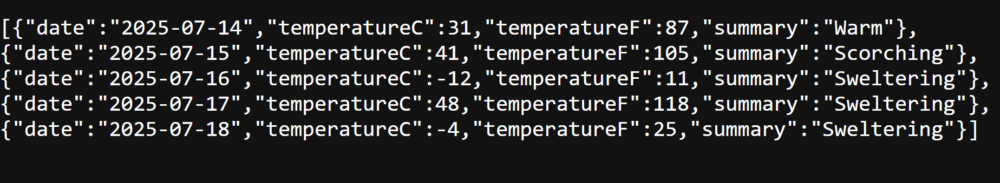 [{"date":"2025-07-14","temperatureC":31,"temperatureF":87,"summary":"Warm"},
{"date":"2025-07-15","temperatureC":41,"temperatureF":105,"summary":"Scorching"},
{"date":"2025-07-16","temperatureC":-12,"temperatureF":11,"summary":"Sweltering"},
{"date":"2025-07-17","temperatureC":48,"temperatureF":118,"summary":"Sweltering"},
{"date":"2025-07-18","temperatureC":-4,"temperatureF":25,"summary":"Sweltering"}]